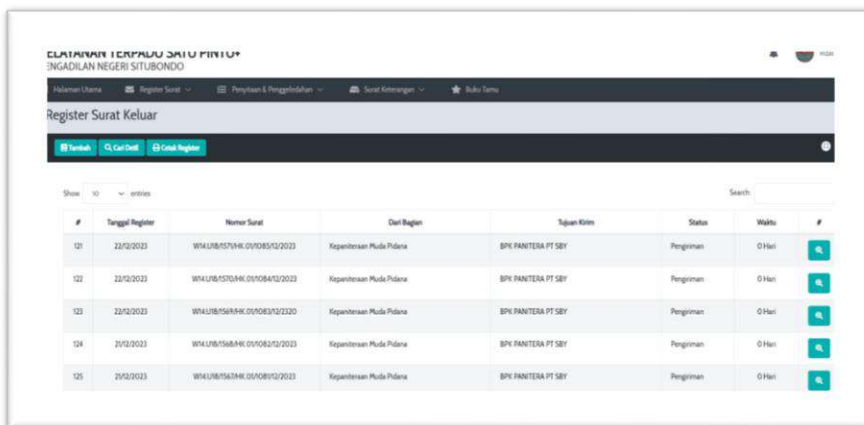 ELAYANAN TERPADU SATU PINTU+
ENGADILAN NEGERI SITUBONDO
Halaman Utama Register Surat Penyitaan & Penggeledahan Surat Keterangan Buku Tamu
Register Surat Keluar
Tambah Cari Detil Cetak Register
Show 10 entries Search:
# Tanggal Register Nomor Surat Dari Bagian Tujuan Kirim Status Waktu #
121 22/12/2023 W14.U18/1571/HK.01/1085/12/2023 Kepaniteraan Muda Pidana BPK PANITERA PT SBY Pengiriman 0 Hari
122 22/12/2023 W14.U18/1570/HK.01/1084/12/2023 Kepaniteraan Muda Pidana BPK PANITERA PT SBY Pengiriman 0 Hari
123 22/12/2023 W14.U18/1569/HK.01/1083/12/2320 Kepaniteraan Muda Pidana BPK PANITERA PT SBY Pengiriman 0 Hari
124 21/12/2023 W14.U18/1568/HK.01/1082/12/2023 Kepaniteraan Muda Pidana BPK PANITERA PT SBY Pengiriman 0 Hari
125 21/12/2023 W14.U18/1567/HK.01/1081/12/2023 Kepaniteraan Muda Pidana BPK PANITERA PT SBY Pengiriman 0 Hari